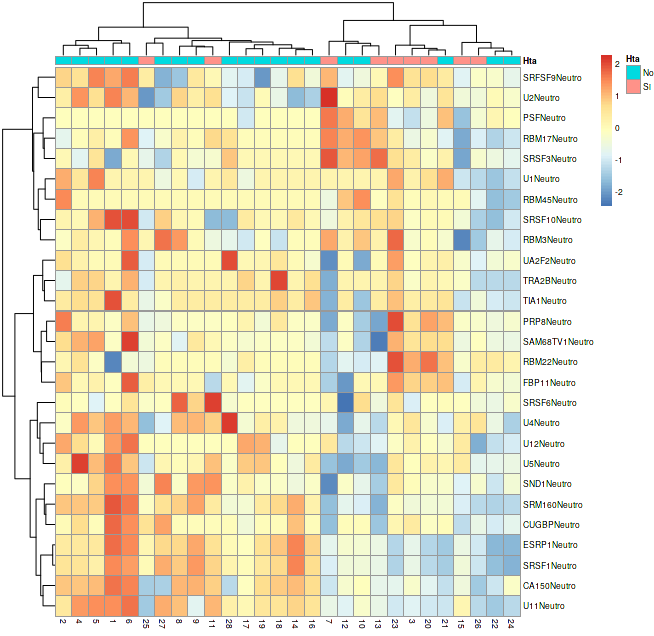 Hta
SRFSF9Neutro
U2Neutro
PSFNeutro
RBM17Neutro
SRSF3Neutro
U1Neutro
RBM45Neutro
SRSF10Neutro
RBM3Neutro
UA2F2Neutro
TRA2BNeutro
TIA1Neutro
PRP8Neutro
SAM68TV1Neutro
RBM22Neutro
FBP11Neutro
SRSF6Neutro
U4Neutro
U12Neutro
U5Neutro
SND1Neutro
SRM160Neutro
CUGBPNeutro
ESRP1Neutro
SRSF1Neutro
CA150Neutro
U11Neutro
2 4 5 1 6 25 27 8 9 11 28 17 19 18 14 16 7 12 10 13 23 3 20 21 15 26 22 24
2
1
0
-1
-2
Hta
No
SI